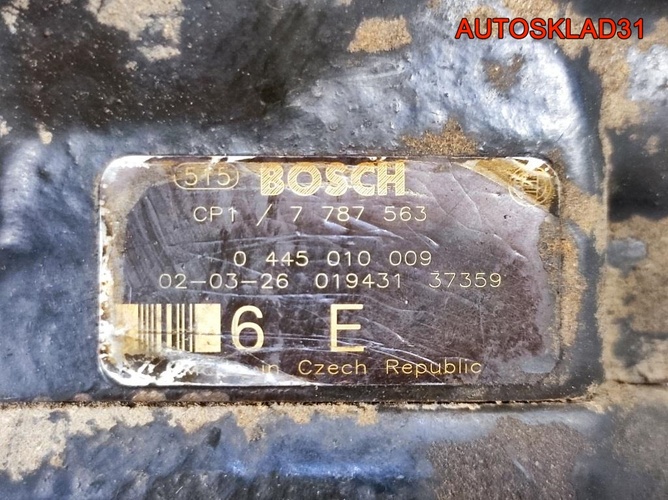 AUTOSKLAD31
515 BOSCH
CP1 / 7 787 563
0 445 010 009
02-03-26 019431 37359
6 E
Made in Czech Republic